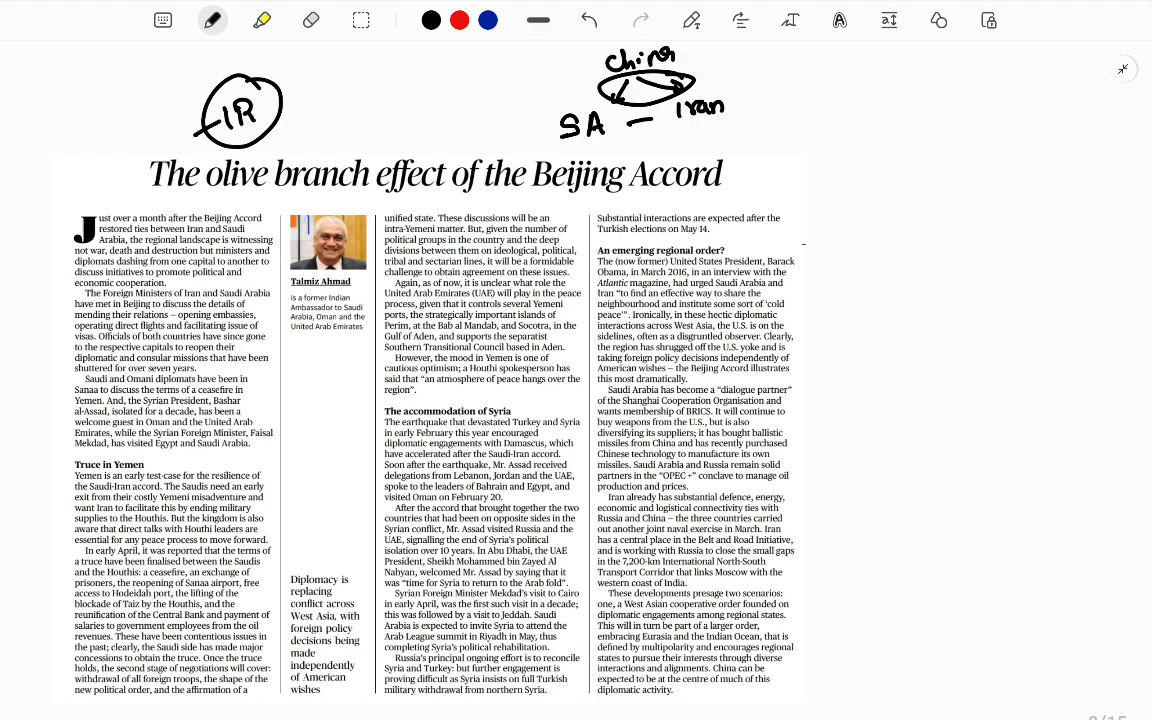 China
IR
SA – Iran
The olive branch effect of the Beijing Accord
Just over a month after the Beijing Accord
restored ties between Iran and Saudi
Arabia, the regional landscape is witnessing
not war, death and destruction but ministers and
diplomats dashing from one capital to another to
discuss initiatives to promote political and
economic cooperation.
The Foreign Ministers of Iran and Saudi Arabia
have met in Beijing to discuss the details of
mending their relations — opening embassies,
operating direct flights and facilitating issue of
visas. Officials of both countries have since gone
to the respective capitals to reopen their
diplomatic and consular missions that have been
shuttered for over seven years.
Saudi and Omani diplomats have been in
Sanaa to discuss the terms of a ceasefire in
Yemen. And, the Syrian President, Bashar
al-Assad, isolated for a decade, has been a
welcome guest in Oman and the United Arab
Emirates, while the Syrian Foreign Minister, Faisal
Mekdad, has visited Egypt and Saudi Arabia.
Truce in Yemen
Yemen is an early test-case for the resilience of
the Saudi-Iran accord. The Saudis need an early
exit from their costly Yemeni misadventure and
want Iran to facilitate this by ending military
supplies to the Houthis. But the kingdom is also
aware that direct talks with Houthi leaders are
essential for any peace process to move forward.
In early April, it was reported that the terms of
a truce have been finalised between the Saudis
and the Houthis: a ceasefire, an exchange of
prisoners, the reopening of Sanaa airport, free
access to Hodeidah port, the lifting of the
blockade of Taiz by the Houthis, and the
reunification of the Central Bank and payment of
salaries to government employees from the oil
revenues. These have been contentious issues in
the past; clearly, the Saudi side has made major
concessions to obtain the truce. Once the truce
holds, the second stage of negotiations will cover:
withdrawal of all foreign troops, the shape of the
new political order, and the affirmation of a
Talmiz Ahmad
is a former Indian
Ambassador to Saudi
Arabia, Oman and the
United Arab Emirates
Diplomacy is
replacing
conflict across
West Asia, with
foreign policy
decisions being
made
independently
of American
wishes
unified state. These discussions will be an
intra-Yemeni matter. But, given the number of
political groups in the country and the deep
divisions between them on ideological, political,
tribal and sectarian lines, it will be a formidable
challenge to obtain agreement on these issues.
Again, as of now, it is unclear what role the
United Arab Emirates (UAE) will play in the peace
process, given that it controls several Yemeni
ports, the strategically important islands of
Perim, at the Bab al Mandab, and Socotra, in the
Gulf of Aden, and supports the separatist
Southern Transitional Council based in Aden.
However, the mood in Yemen is one of
cautious optimism; a Houthi spokesperson has
said that “an atmosphere of peace hangs over the
region”.
The accommodation of Syria
The earthquake that devastated Turkey and Syria
in early February this year encouraged
diplomatic engagements with Damascus, which
have accelerated after the Saudi-Iran accord.
Soon after the earthquake, Mr. Assad received
delegations from Lebanon, Jordan and the UAE,
spoke to the leaders of Bahrain and Egypt, and
visited Oman on February 20.
After the accord that brought together the two
countries that had been on opposite sides in the
Syrian conflict, Mr. Assad visited Russia and the
UAE, signalling the end of Syria’s political
isolation over 10 years. In Abu Dhabi, the UAE
President, Sheikh Mohammed bin Zayed Al
Nahyan, welcomed Mr. Assad by saying that it
was “time for Syria to return to the Arab fold”.
Syrian Foreign Minister Mekdad’s visit to Cairo
in early April, was the first such visit in a decade;
this was followed by a visit to Jeddah. Saudi
Arabia is expected to invite Syria to attend the
Arab League summit in Riyadh in May, thus
completing Syria’s political rehabilitation.
Russia’s principal ongoing effort is to reconcile
Syria and Turkey: but further engagement is
proving difficult as Syria insists on full Turkish
military withdrawal from northern Syria.
Substantial interactions are expected after the
Turkish elections on May 14.
An emerging regional order?
The (now former) United States President, Barack
Obama, in March 2016, in an interview with the
Atlantic magazine, had urged Saudi Arabia and
Iran “to find an effective way to share the
neighbourhood and institute some sort of ‘cold
peace’”. Ironically, in these hectic diplomatic
interactions across West Asia, the U.S. is on the
sidelines, often as a disgruntled observer. Clearly,
the region has shrugged off the U.S. yoke and is
taking foreign policy decisions independently of
American wishes — the Beijing Accord illustrates
this most dramatically.
Saudi Arabia has become a “dialogue partner”
of the Shanghai Cooperation Organisation and
wants membership of BRICS. It will continue to
buy weapons from the U.S., but is also
diversifying its suppliers; it has bought ballistic
missiles from China and has recently purchased
Chinese technology to manufacture its own
missiles. Saudi Arabia and Russia remain solid
partners in the “OPEC +” conclave to manage oil
production and prices.
Iran already has substantial defence, energy,
economic and logistical connectivity ties with
Russia and China — the three countries carried
out another joint naval exercise in March. Iran
has a central place in the Belt and Road Initiative,
and is working with Russia to close the small gaps
in the 7,200-km International North-South
Transport Corridor that links Moscow with the
western coast of India.
These developments presage two scenarios:
one, a West Asian cooperative order founded on
diplomatic engagements among regional states.
This will in turn be part of a larger order,
embracing Eurasia and the Indian Ocean, that is
defined by multipolarity and encourages regional
states to pursue their interests through diverse
interactions and alignments. China can be
expected to be at the centre of much of this
diplomatic activity.